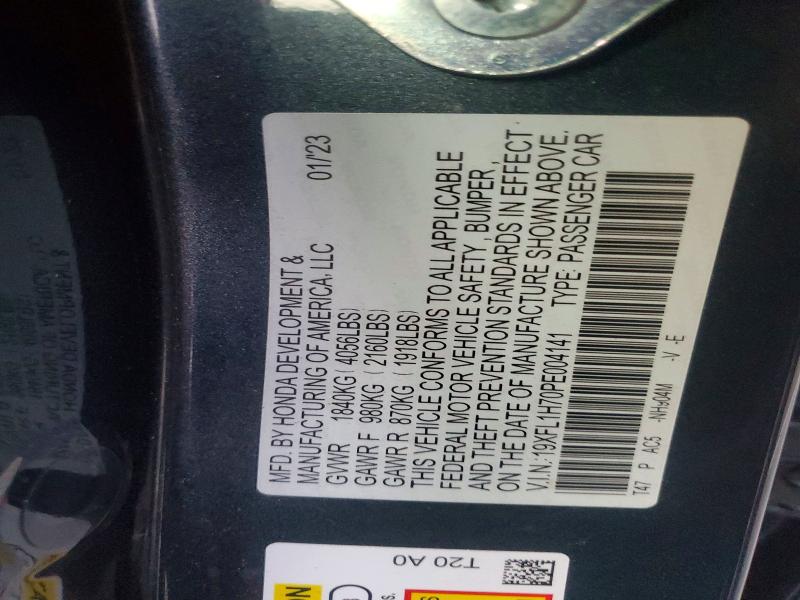 MFD. BY HONDA DEVELOPMENT &
MANUFACTURING OF AMERICA, LLC 01/'23
GVWR 1840KG ( 4056LBS)
GAWR F 980KG ( 2160LBS)
GAWR R 870KG ( 1918LBS)
THIS VEHICLE CONFORMS TO ALL APPLICABLE
FEDERAL MOTOR VEHICLE SAFETY, BUMPER,
AND THEFT PREVENTION STANDARDS IN EFFECT
ON THE DATE OF MANUFACTURE SHOWN ABOVE.
V.I.N: 19XFL1H70PE004141 TYPE: PASSENGER CAR
T47 P AC5 -NH904M -V -E
T20 A0